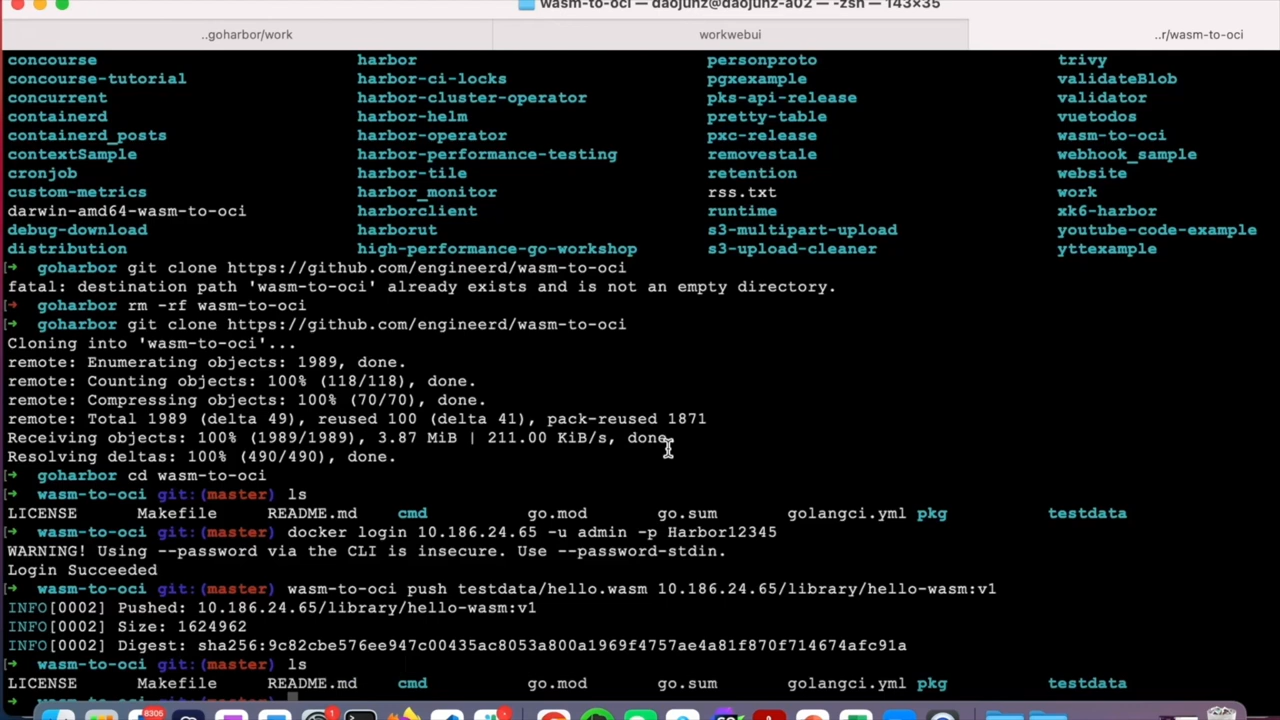 wasm-to-oci — daojunz@daojunz-a02 — -zsh — 143×35
..goharbor/work workwebui ..r/wasm-to-oci
concourse harbor personproto trivy
concourse-tutorial harbor-ci-locks pgxexample validateBlob
concurrent harbor-cluster-operator pks-api-release validator
containerd harbor-helm pretty-table vuetodos
containerd_posts harbor-operator pxc-release wasm-to-oci
contextSample harbor-performance-testing removestale webhook_sample
cronjob harbor-tile retention website
custom-metrics harbor_monitor rss.txt work
darwin-amd64-wasm-to-oci harborclient runtime xk6-harbor
debug-download harborut s3-multipart-upload youtube-code-example
distribution high-performance-go-workshop s3-upload-cleaner yttexample
[➜ goharbor git clone https://github.com/engineerd/wasm-to-oci
fatal: destination path 'wasm-to-oci' already exists and is not an empty directory.
[➜ goharbor rm -rf wasm-to-oci
[➜ goharbor git clone https://github.com/engineerd/wasm-to-oci
Cloning into 'wasm-to-oci'...
remote: Enumerating objects: 1989, done.
remote: Counting objects: 100% (118/118), done.
remote: Compressing objects: 100% (70/70), done.
remote: Total 1989 (delta 49), reused 100 (delta 41), pack-reused 1871
Receiving objects: 100% (1989/1989), 3.87 MiB | 211.00 KiB/s, done.
Resolving deltas: 100% (490/490), done.
[➜ goharbor cd wasm-to-oci
[➜ wasm-to-oci git:(master) ls
LICENSE Makefile README.md cmd go.mod go.sum golangci.yml pkg testdata
[➜ wasm-to-oci git:(master) docker login 10.186.24.65 -u admin -p Harbor12345
WARNING! Using --password via the CLI is insecure. Use --password-stdin.
Login Succeeded
[➜ wasm-to-oci git:(master) wasm-to-oci push testdata/hello.wasm 10.186.24.65/library/hello-wasm:v1
INFO[0002] Pushed: 10.186.24.65/library/hello-wasm:v1
INFO[0002] Size: 1624962
INFO[0002] Digest: sha256:9c82cbe576ee947c00435ac8053a800a1969f4757ae4a81f870f714674afc91a
[➜ wasm-to-oci git:(master) ls
LICENSE Makefile README.md cmd go.mod go.sum golangci.yml pkg testdata
8306